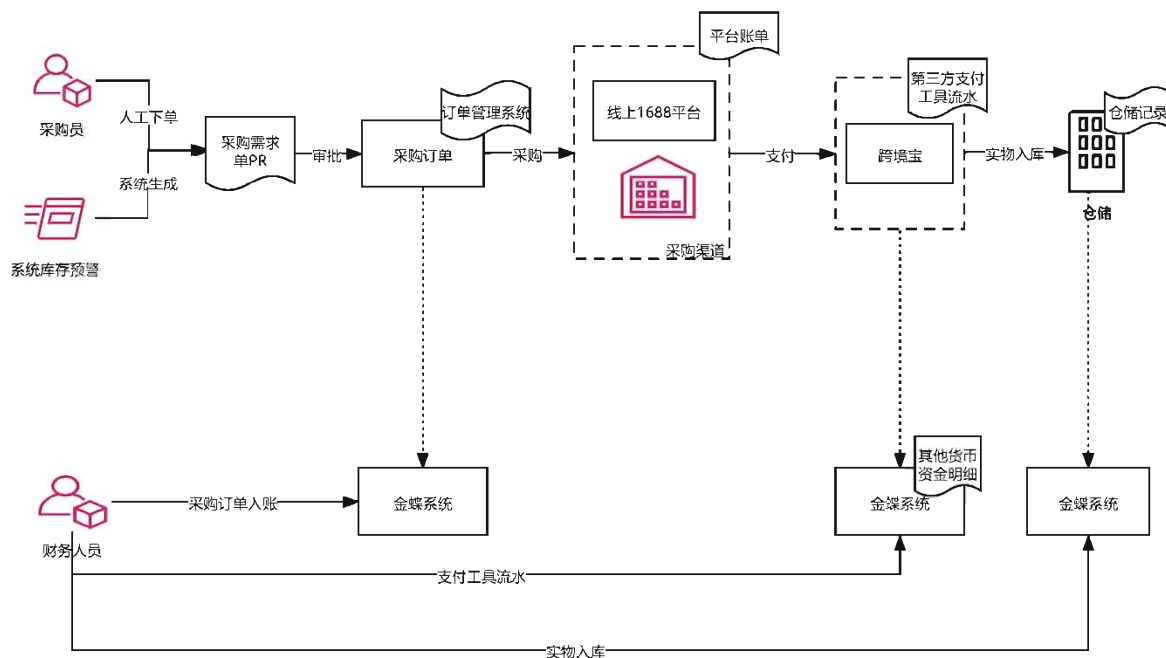 平台账单
采购员
人工下单
系统生成
系统库存预警
采购需求
单PR
审批
订单管理系统
采购订单
采购
线上1688平台
采购渠道
支付
第三方支付
工具流水
跨境宝
实物入库
仓储记录
仓储
财务人员
采购订单入账
金蝶系统
其他货币
资金明细
金蝶系统
金蝶系统
支付工具流水
实物入库